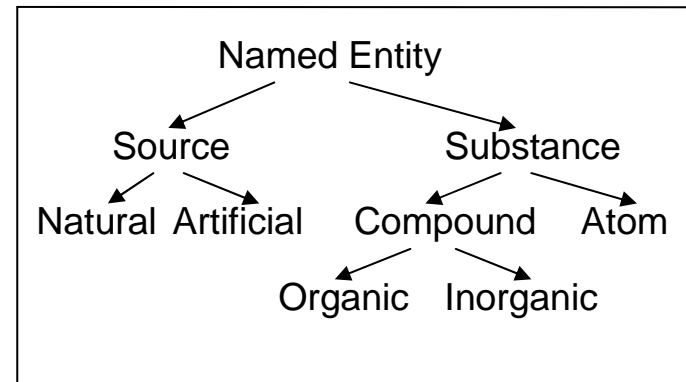 Named Entity
Source Substance
Natural Artificial Compound Atom
Organic Inorganic